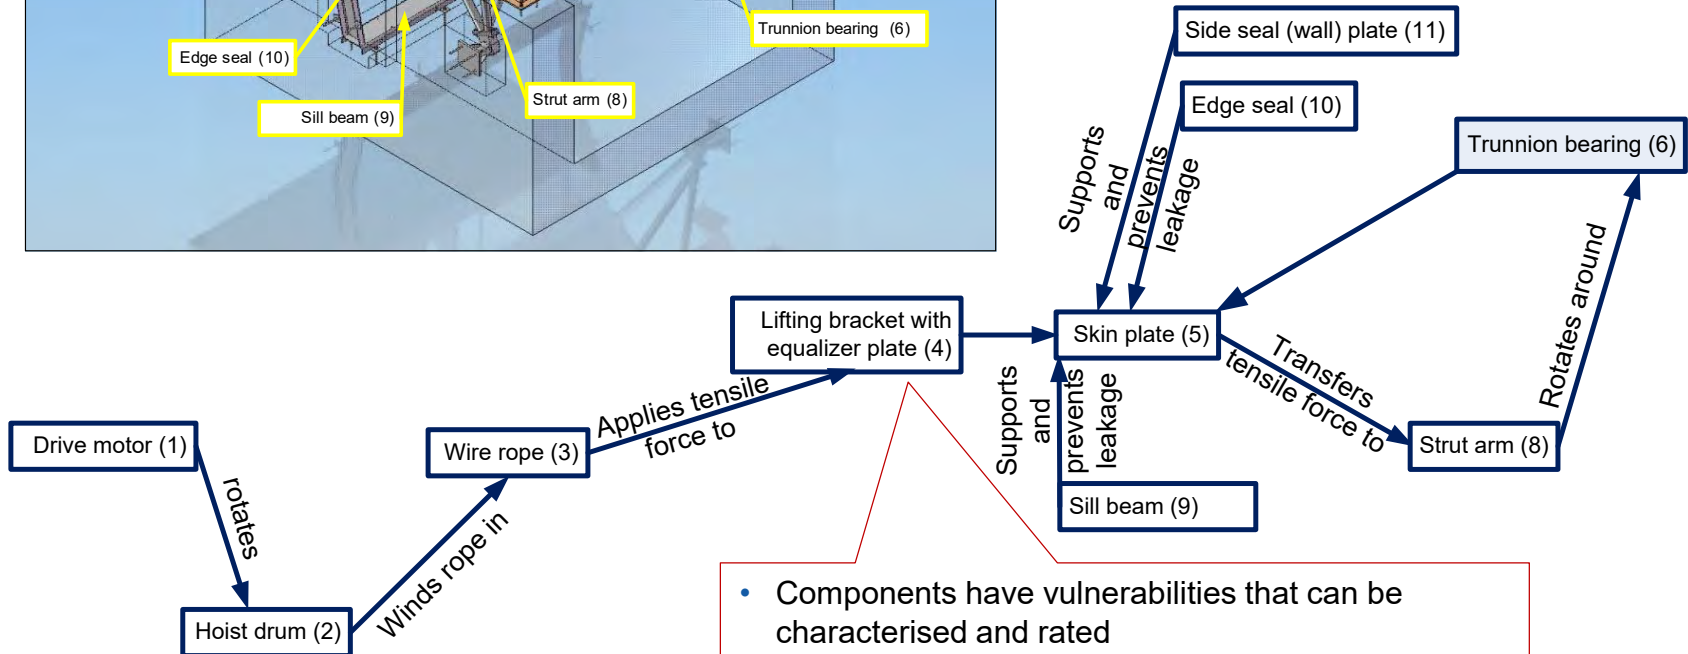 Edge seal (10)
Sill beam (9)
Strut arm (8)
Trunnion bearing (6)
Side seal (wall) plate (11)
Edge seal (10)
Trunnion bearing (6)
Supports
and
prevents
leakage
Lifting bracket with
equalizer plate (4)
Skin plate (5)
Transfers
tensile force to
Rotates around
Strut arm (8)
Supports
and
prevents
leakage
Sill beam (9)
Applies tensile
force to
Drive motor (1)
Wire rope (3)
rotates
Winds rope in
Hoist drum (2)
• Components have vulnerabilities that can be
characterised and rated